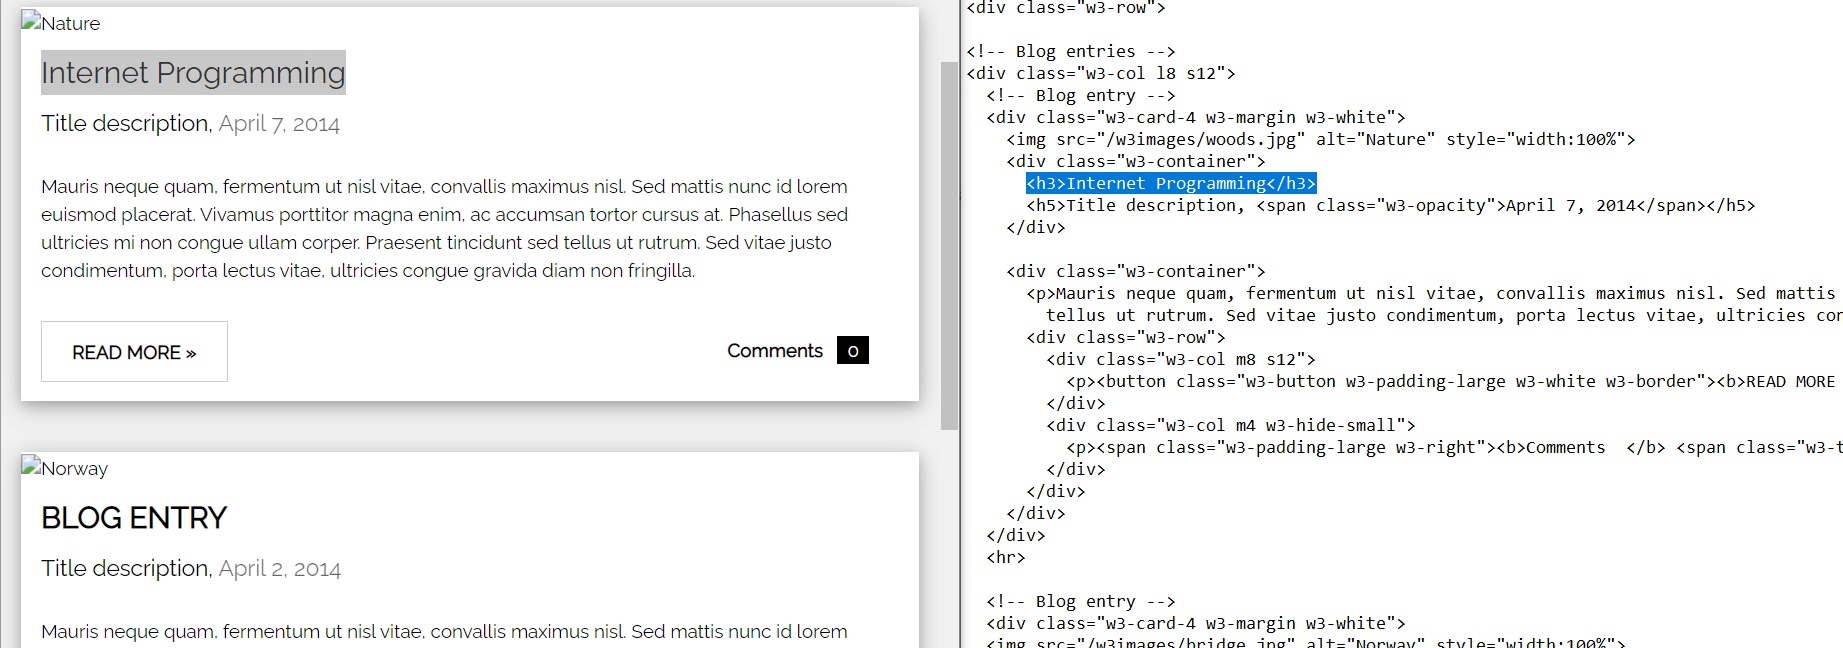 Nature
Internet Programming
Title description, April 7, 2014
Mauris neque quam, fermentum ut nisl vitae, convallis maximus nisl. Sed mattis nunc id lorem
euismod placerat. Vivamus porttitor magna enim, ac accumsan tortor cursus at. Phasellus sed
ultricies mi non congue ullam corper. Praesent tincidunt sed tellus ut rutrum. Sed vitae justo
condimentum, porta lectus vitae, ultricies congue gravida diam non fringilla.
READ MORE »
Comments 0
Norway
BLOG ENTRY
Title description, April 2, 2014
Mauris neque quam, fermentum ut nisl vitae, convallis maximus nisl. Sed mattis nunc id lorem
<div class="w3-row">
<!-- Blog entries -->
<div class="w3-col l8 s12">
<!-- Blog entry -->
<div class="w3-card-4 w3-margin w3-white">
<img src="/w3images/woods.jpg" alt="Nature" style="width:100%">
<div class="w3-container">
<h3>Internet Programming</h3>
<h5>Title description, <span class="w3-opacity">April 7, 2014</span></h5>
</div>
<div class="w3-container">
<p>Mauris neque quam, fermentum ut nisl vitae, convallis maximus nisl. Sed mattis
tellus ut rutrum. Sed vitae justo condimentum, porta lectus vitae, ultricies con
<div class="w3-row">
<div class="w3-col m8 s12">
<p><button class="w3-button w3-padding-large w3-white w3-border"><b>READ MORE
</div>
<div class="w3-col m4 w3-hide-small">
<p><span class="w3-padding-large w3-right"><b>Comments  </b> <span class="w3-t
</div>
</div>
</div>
</div>
<hr>
<!-- Blog entry -->
<div class="w3-card-4 w3-margin w3-white">
<img src="/w3images/bridge.jpg" alt="Norway" style="width:100%">